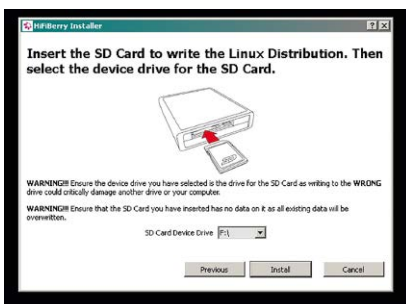 HiFiBerry Installer
Insert the SD Card to write the Linux Distribution. Then
select the device drive for the SD Card.
WARNING!!! Ensure the device drive you have selected is the drive for the SD Card as writing to the WRONG
drive could critically damage another drive or your computer.
WARNING!!! Ensure that the SD Card you have inserted has no data on it as all existing data will be
overwritten.
SD Card Device Drive F:\
Previous Install Cancel